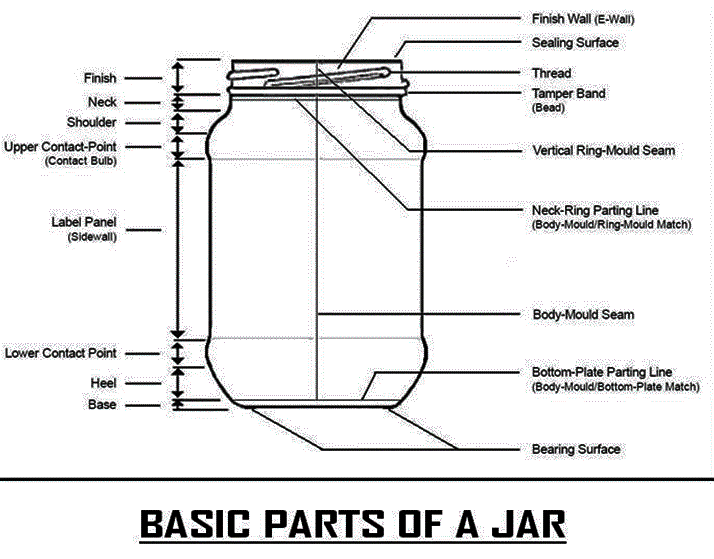 Finish
Neck
Shoulder
Upper Contact-Point
(Contact Bulb)
Label Panel
(Sidewall)
Lower Contact Point
Heel
Base
Finish Wall (E-Wall)
Sealing Surface
Thread
Tamper Band
(Bead)
Vertical Ring-Mould Seam
Neck-Ring Parting Line
(Body-Mould/Ring-Mould Match)
Body-Mould Seam
Bottom-Plate Parting Line
(Body-Mould/Bottom-Plate Match)
Bearing Surface
BASIC PARTS OF A JAR